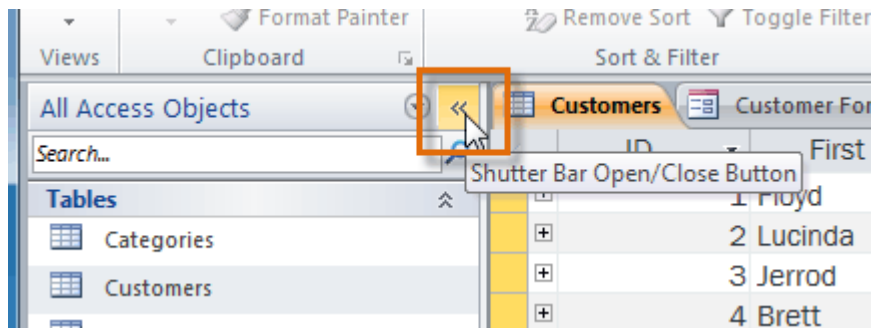 Format Painter
Remove Sort
Toggle Filter
Views
Clipboard
Sort & Filter
All Access Objects
Customers
Customer For
Search...
ID
First
Shutter Bar Open/Close Button
Tables
1 Floyd
Categories
2 Lucinda
Customers
3 Jerrod
4 Brett